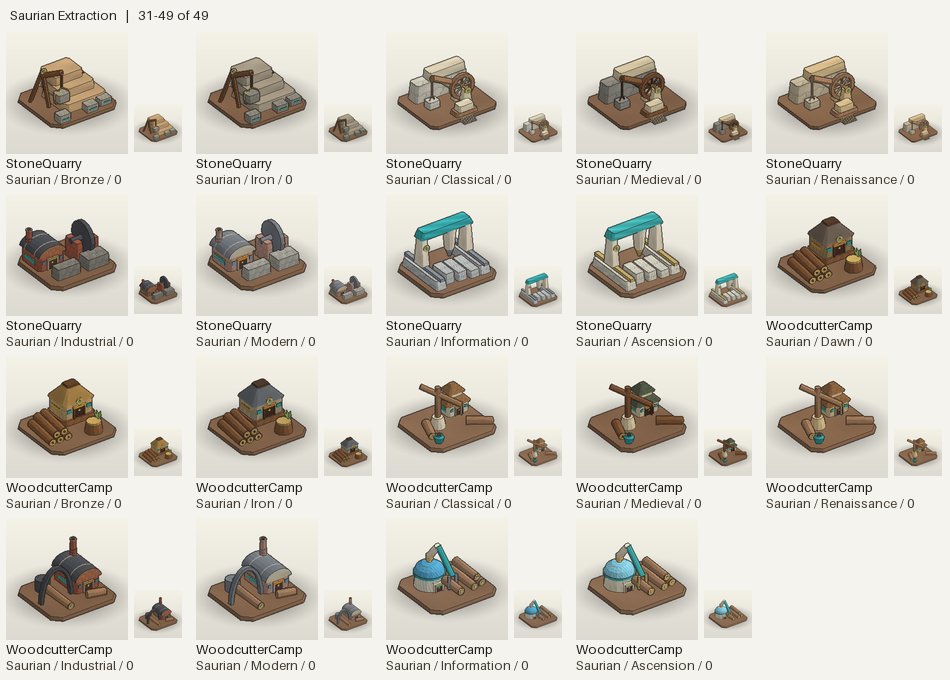 Saurian Extraction | 31-49 of 49
StoneQuarry
Saurian / Bronze / 0
StoneQuarry
Saurian / Iron / 0
StoneQuarry
Saurian / Classical / 0
StoneQuarry
Saurian / Medieval / 0
StoneQuarry
Saurian / Renaissance / 0
StoneQuarry
Saurian / Industrial / 0
StoneQuarry
Saurian / Modern / 0
StoneQuarry
Saurian / Information / 0
StoneQuarry
Saurian / Ascension / 0
WoodcutterCamp
Saurian / Dawn / 0
WoodcutterCamp
Saurian / Bronze / 0
WoodcutterCamp
Saurian / Iron / 0
WoodcutterCamp
Saurian / Classical / 0
WoodcutterCamp
Saurian / Medieval / 0
WoodcutterCamp
Saurian / Renaissance / 0
WoodcutterCamp
Saurian / Industrial / 0
WoodcutterCamp
Saurian / Modern / 0
WoodcutterCamp
Saurian / Information / 0
WoodcutterCamp
Saurian / Ascension / 0